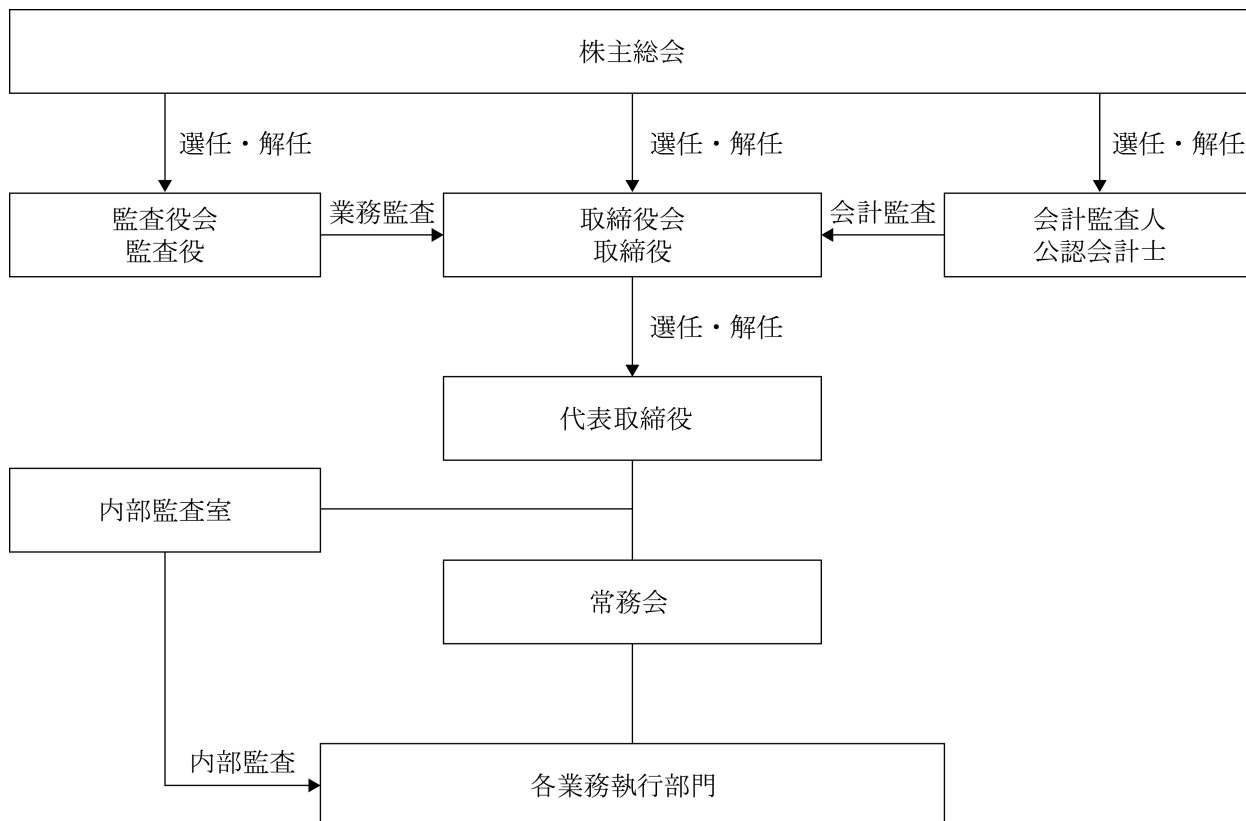 株主総会
選任・解任
選任・解任
選任・解任
監査役会
監査役
業務監査
取締役会
取締役
会計監査
会計監査人
公認会計士
選任・解任
代表取締役
内部監査室
常務会
内部監査
各業務執行部門